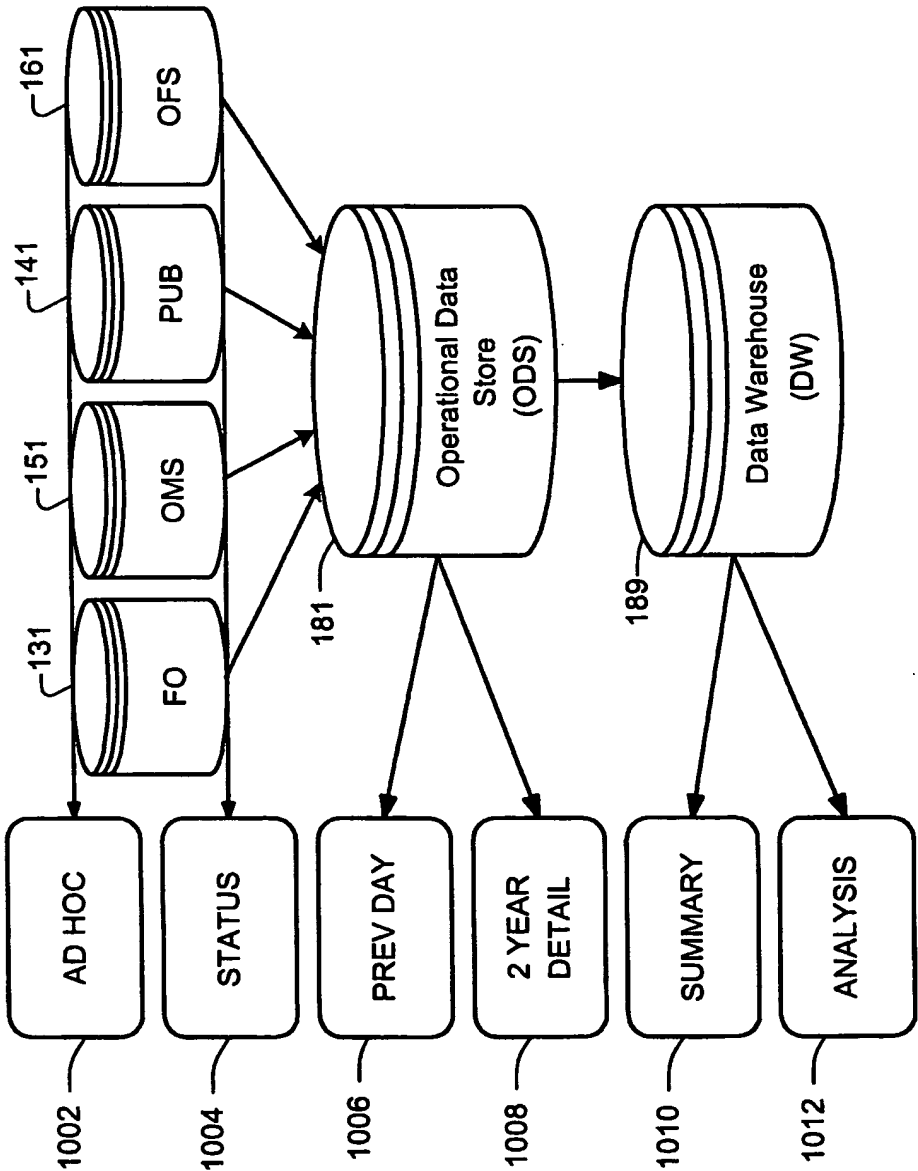 131
151
141
161
FO
OMS
PUB
OFS
1002
AD HOC
1004
STATUS
181
Operational Data
Store
(ODS)
1006
PREV DAY
1008
2 YEAR
DETAIL
189
Data Warehouse
(DW)
1010
SUMMARY
1012
ANALYSIS